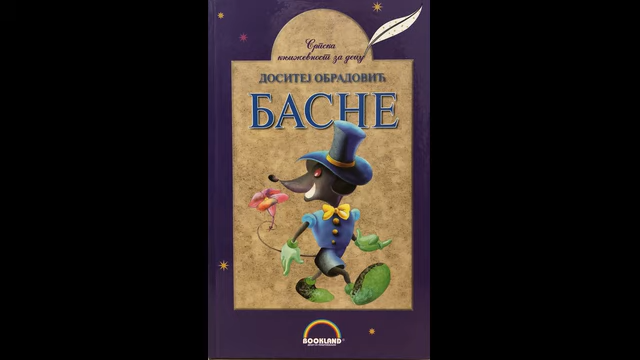 Српска
књижевност за децу
ДОСИТЕЈ ОБРАДОВИЋ
БАСНЕ
BOOKLAND®